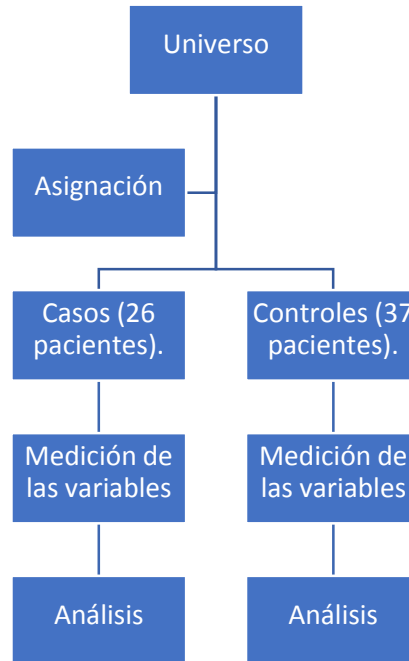 Universo
Asignación
Casos (26
pacientes).
Controles (37
pacientes).
Medición de
las variables
Medición de
las variables
Análisis
Análisis